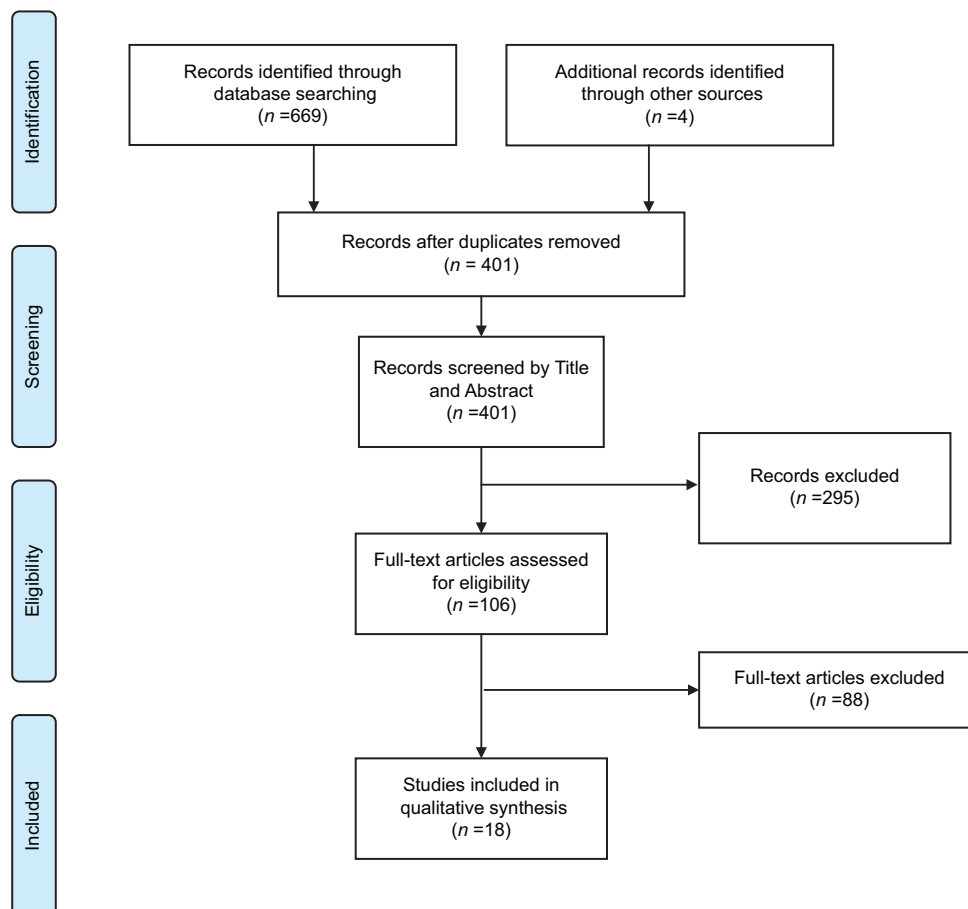 Identification
Records identified through
database searching
(n =669)
Additional records identified
through other sources
(n =4)
Records after duplicates removed
(n = 401)
Screening
Records screened by Title
and Abstract
(n =401)
Records excluded
(n =295)
Eligibility
Full-text articles assessed
for eligibility
(n =106)
Full-text articles excluded
(n =88)
Included
Studies included in
qualitative synthesis
(n =18)